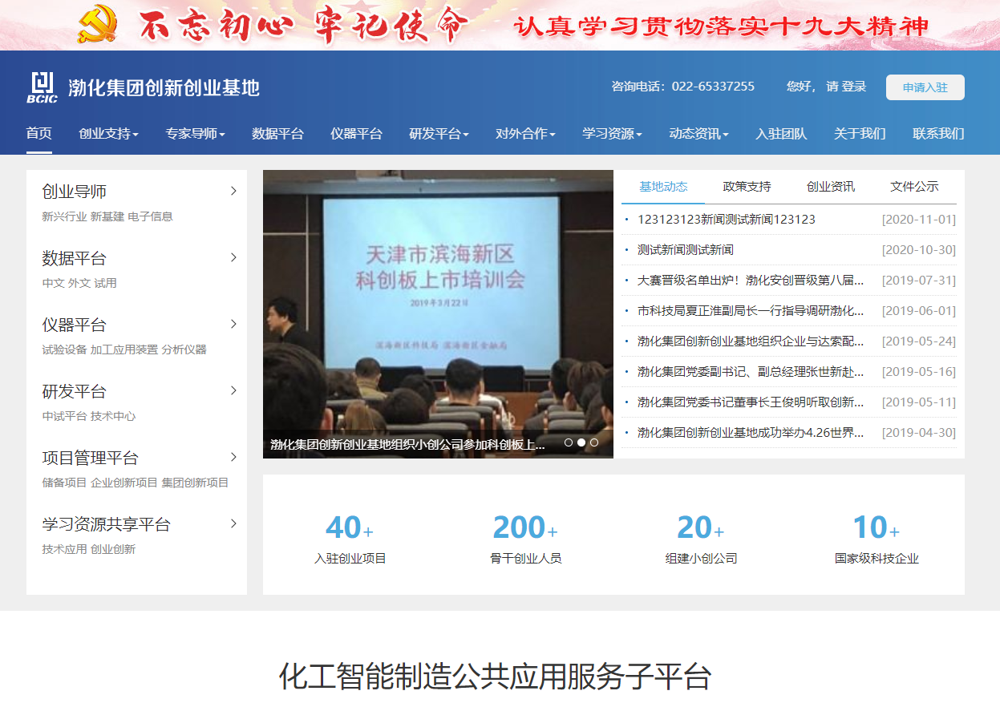 不忘初心 牢记使命 认真学习贯彻落实十九大精神
BCIC 渤化集团创新创业基地 咨询电话：022-65337255 您好， 请 登录 申请入驻
首页 创业支持 专家导师 数据平台 仪器平台 研发平台 对外合作 学习资源 动态资讯 入驻团队 关于我们 联系我们
创业导师
新兴行业 新基建 电子信息
数据平台
中文 外文 试用
仪器平台
试验设备 加工应用装置 分析仪器
研发平台
中试平台 技术中心
项目管理平台
储备项目 企业创新项目 集团创新项目
学习资源共享平台
技术应用 创业创新
天津市滨海新区
科创板上市培训会
2019年3月22日
滨海新区科技局 滨海新区金融局
渤化集团创新创业基地组织小创公司参加科创板上...
基地动态 政策支持 创业资讯 文件公示
123123123新闻测试新闻123123 [2020-11-01]
测试新闻测试新闻 [2020-10-30]
大赛晋级名单出炉！渤化安创晋级第八届... [2019-07-31]
市科技局夏正淮副局长一行指导调研渤化... [2019-06-01]
渤化集团创新创业基地组织企业与达索配... [2019-05-24]
渤化集团党委副书记、副总经理张世新赴... [2019-05-16]
渤化集团党委书记董事长王俊明听取创新... [2019-05-11]
渤化集团创新创业基地成功举办4.26世界... [2019-04-30]
40+ 200+ 20+ 10+
入驻创业项目 骨干创业人员 组建小创公司 国家级科技企业
化工智能制造公共应用服务子平台